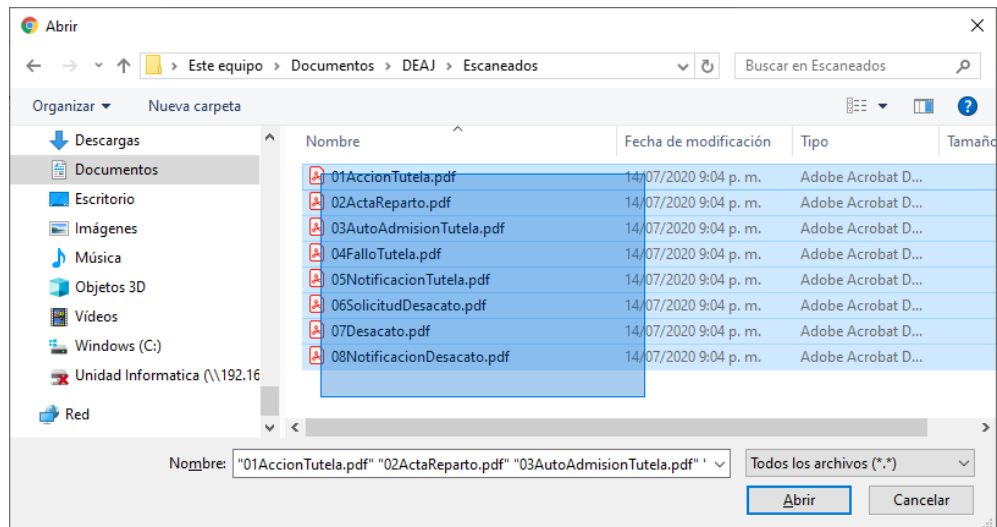 Abrir
Este equipo > Documentos > DEAJ > Escaneados
Buscar en Escaneados
Organizar
Nueva carpeta
Descargas
Documentos
Escritorio
Imágenes
Música
Objetos 3D
Vídeos
Windows (C:)
Unidad Informatica (\\192.16
Red
Nombre Fecha de modificación Tipo Tamaño
01AccionTutela.pdf 14/07/2020 9:04 p. m. Adobe Acrobat D...
02ActaReparto.pdf 14/07/2020 9:04 p. m. Adobe Acrobat D...
03AutoAdmisionTutela.pdf 14/07/2020 9:04 p. m. Adobe Acrobat D...
04FalloTutela.pdf 14/07/2020 9:04 p. m. Adobe Acrobat D...
05NotificacionTutela.pdf 14/07/2020 9:04 p. m. Adobe Acrobat D...
06SolicitudDesacato.pdf 14/07/2020 9:04 p. m. Adobe Acrobat D...
07Desacato.pdf 14/07/2020 9:04 p. m. Adobe Acrobat D...
08NotificacionDesacato.pdf 14/07/2020 9:04 p. m. Adobe Acrobat D...
Nombre: "01AccionTutela.pdf" "02ActaReparto.pdf" "03AutoAdmisionTutela.pdf" "
Todos los archivos (*.*)
Abrir
Cancelar